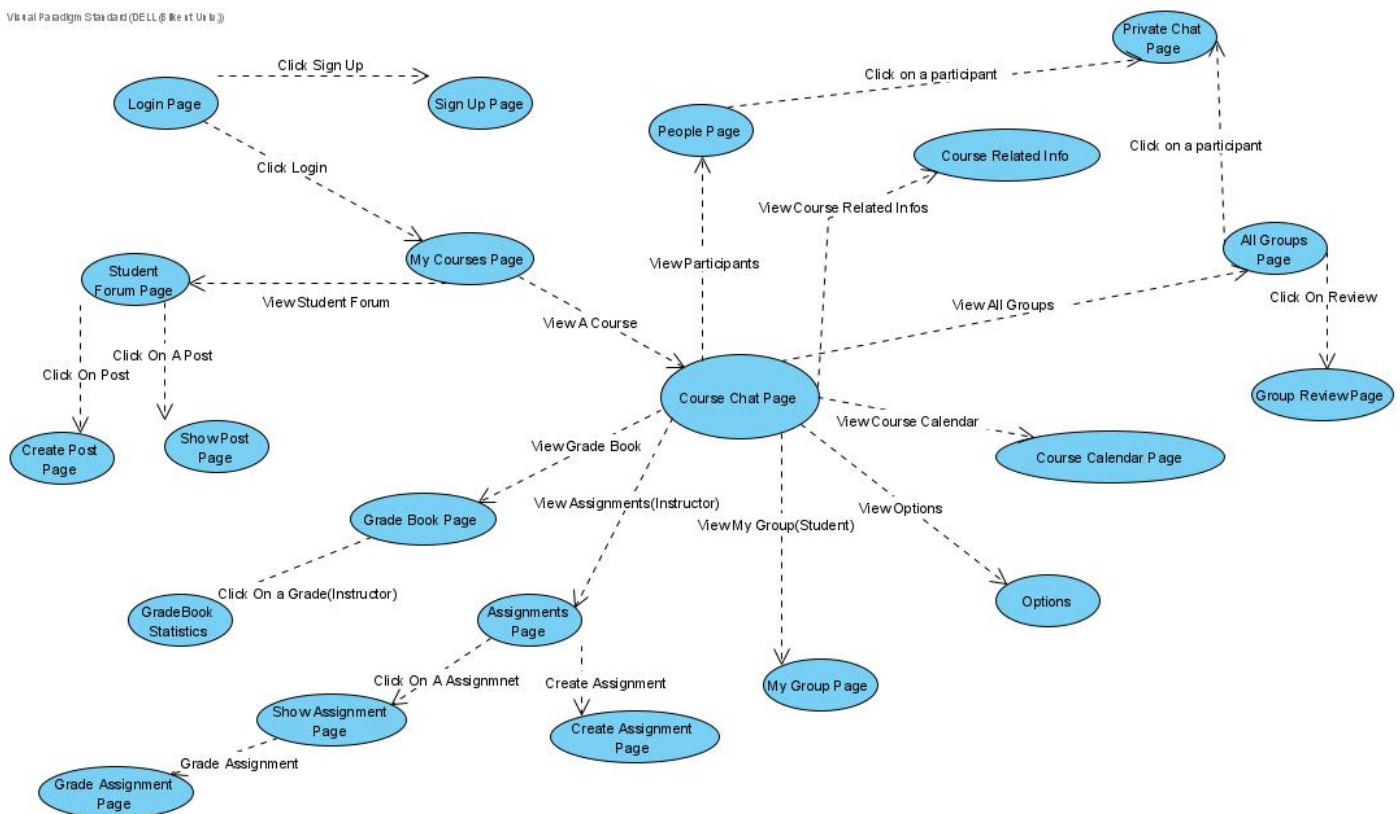 Visual Paradigm Standard (DELL(Bilkent Univ.))
Private Chat
Page
Click Sign Up
Click on a participant
Login Page
Sign Up Page
People Page
Click on a participant
Course Related Info
Click Login
View Course Related Infos
All Groups
Page
My Courses Page
View Participants
Student
Forum Page
Click On Review
View Student Forum
View All Groups
View A Course
Click On A Post
Click On Post
Course Chat Page
Group Review Page
View Course Calendar
Show Post
Page
Create Post
Page
View Grade Book
Course Calendar Page
View Assignments(Instructor)
View Options
Grade Book Page
View My Group(Student)
Click On a Grade(Instructor)
Options
GradeBook
Statistics
Assignments
Page
Click On A Assignmnet
Create Assignment
My Group Page
Show Assignment
Page
Create Assignment
Page
Grade Assignment
Grade Assignment
Page